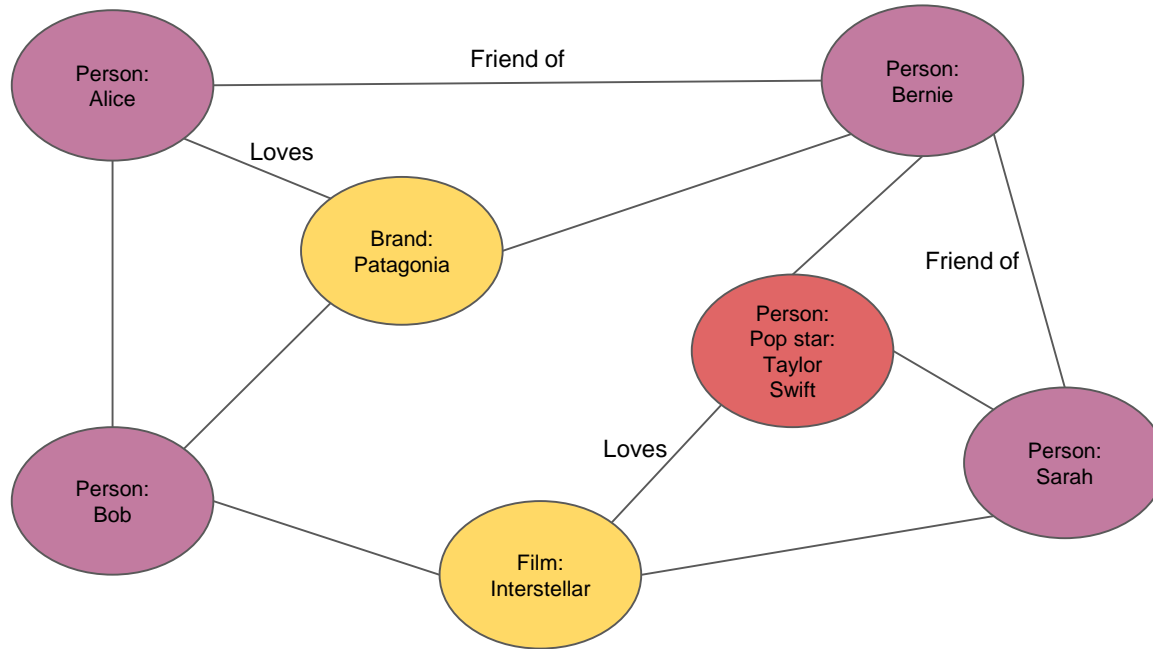 Person:
Alice
Friend of
Person:
Bernie
Loves
Brand:
Patagonia
Friend of
Person:
Pop star:
Taylor
Swift
Loves
Person:
Sarah
Person:
Bob
Film:
Interstellar